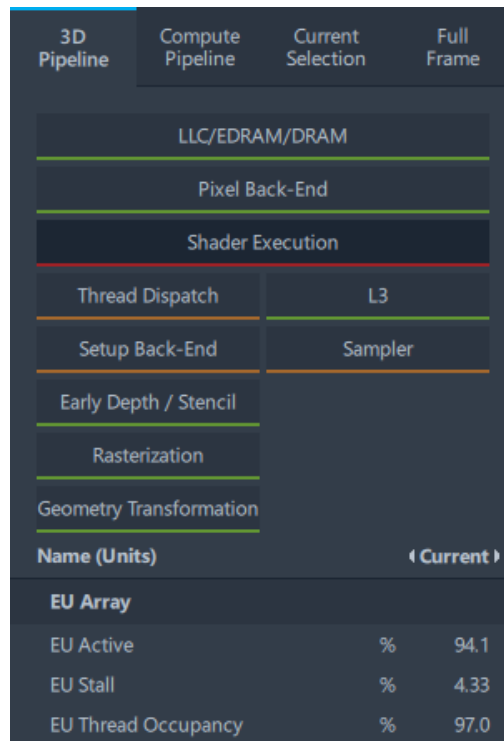 3D Pipeline
Compute Pipeline
Current Selection
Full Frame
LLC/EDRAM/DRAM
Pixel Back-End
Shader Execution
Thread Dispatch
L3
Setup Back-End
Sampler
Early Depth / Stencil
Rasterization
Geometry Transformation
Name (Units) Current
EU Array
EU Active % 94.1
EU Stall % 4.33
EU Thread Occupancy % 97.0